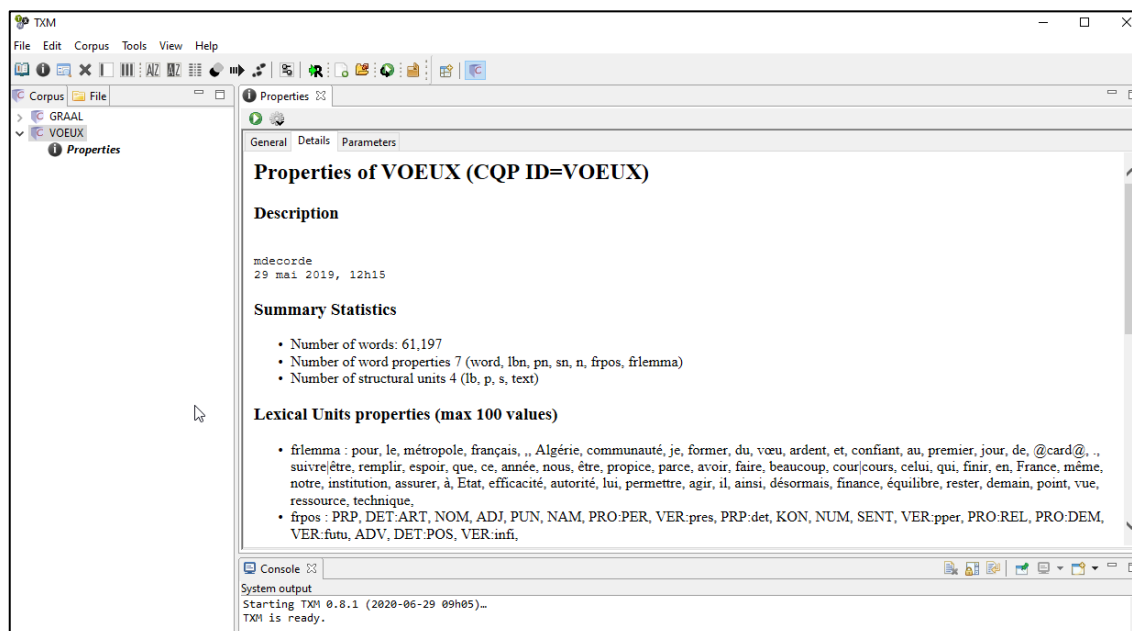 TXM
File Edit Corpus Tools View Help
Corpus File
GRAAL
VOEUX
Properties
Properties
General Details Parameters
Properties of VOEUX (CQP ID=VOEUX)
Description
mdecorde
29 mai 2019, 12h15
Summary Statistics
• Number of words: 61,197
• Number of word properties 7 (word, lbn, pn, sn, n, frpos, frlemma)
• Number of structural units 4 (lb, p, s, text)
Lexical Units properties (max 100 values)
• frlemma : pour, le, métropole, français, ,, Algérie, communauté, je, former, du, vœu, ardent, et, confiant, au, premier, jour, de, @card@, .,
suivre|être, remplir, espoir, que, ce, année, nous, être, propice, parce, avoir, faire, beaucoup, cour|cours, celui, qui, finir, en, France, même,
notre, institution, assurer, à, Etat, efficacité, autorité, lui, permettre, agir, il, ainsi, désormais, finance, équilibre, rester, demain, point, vue,
ressource, technique,
• frpos : PRP, DET:ART, NOM, ADJ, PUN, NAM, PRO:PER, VER:pres, PRP:det, KON, NUM, SENT, VER:pper, PRO:REL, PRO:DEM,
VER:futu, ADV, DET:POS, VER:infi,
Console
System output
Starting TXM 0.8.1 (2020-06-29 09h05)…
TXM is ready.